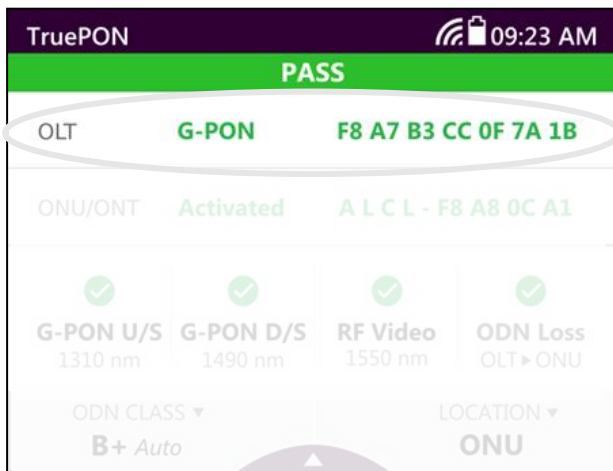 TruePON 09:23 AM
PASS
OLT G-PON F8 A7 B3 CC 0F 7A 1B
ONU/ONT Activated A L C L - F8 A8 0C A1
G-PON U/S G-PON D/S RF Video ODN Loss
1310 nm 1490 nm 1550 nm OLT▸ONU
ODN CLASS ▾ LOCATION ▾
B+ Auto ONU